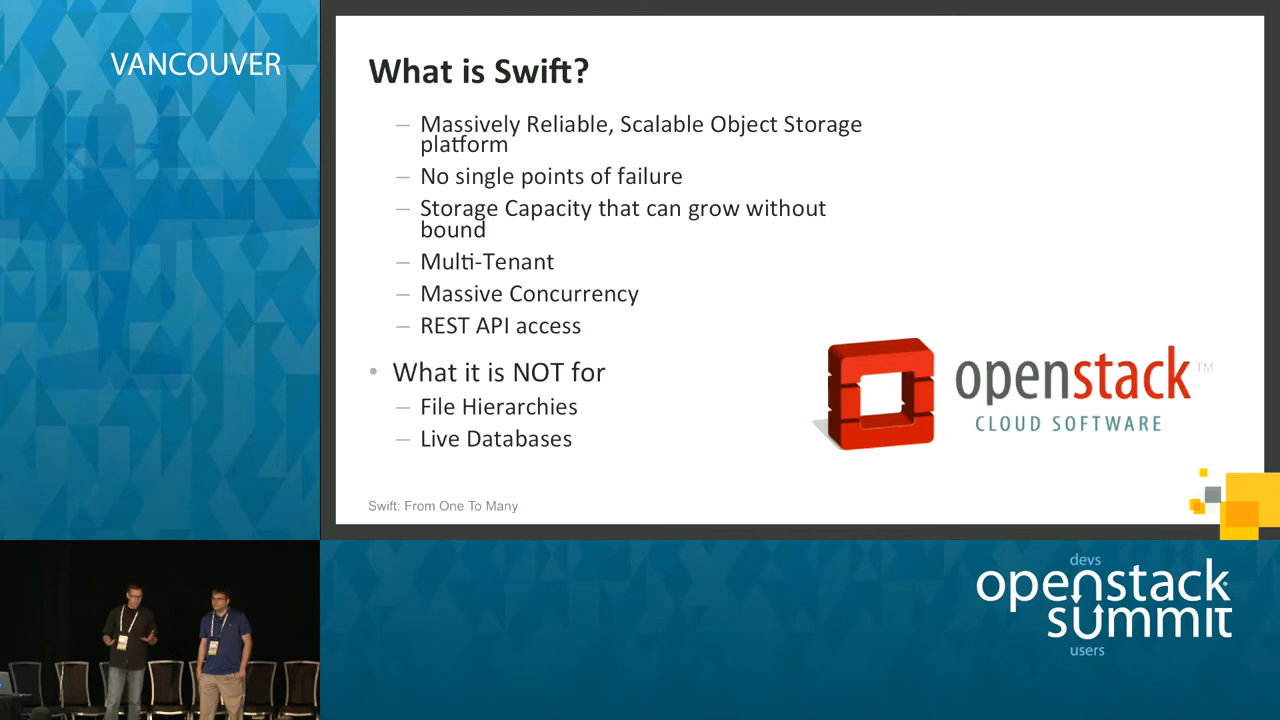 VANCOUVER
What is Swift?
– Massively Reliable, Scalable Object Storage
platform
– No single points of failure
– Storage Capacity that can grow without
bound
– Multi-Tenant
– Massive Concurrency
– REST API access
• What it is NOT for
– File Hierarchies
– Live Databases
openstack™
CLOUD SOFTWARE
Swift: From One To Many
devs
openstack
summit
users